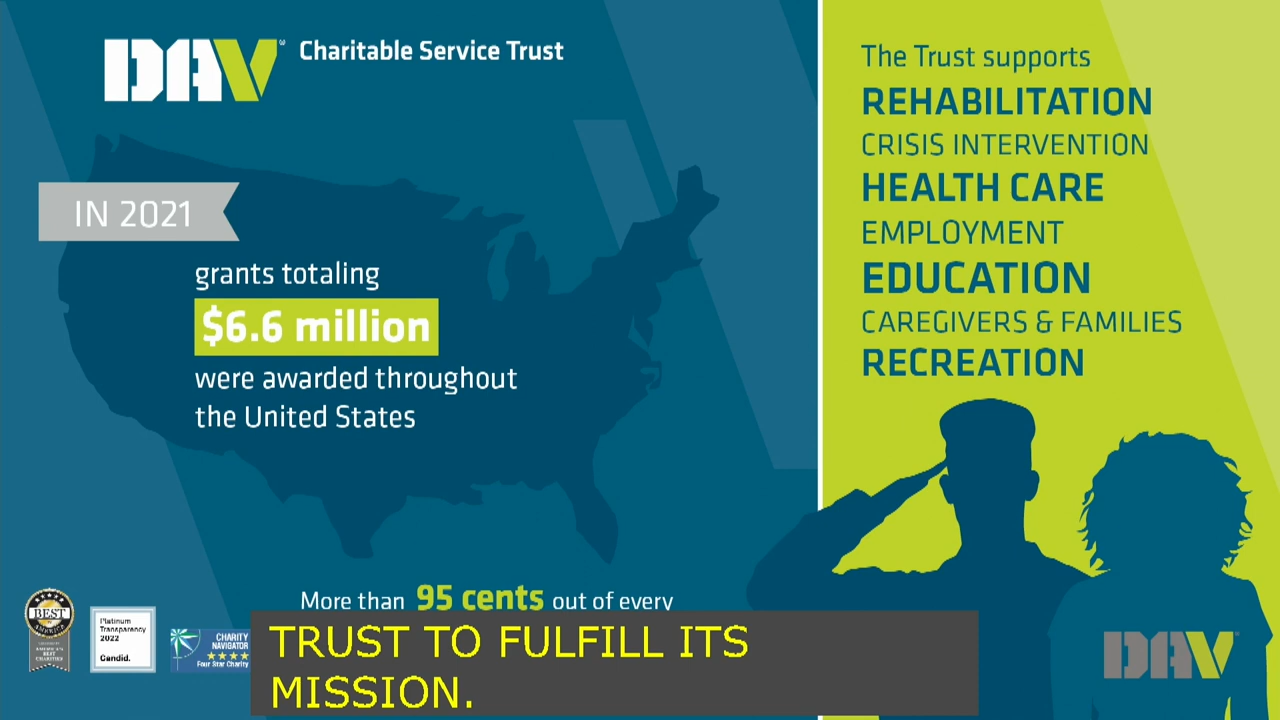 DAV
Charitable Service Trust
IN 2021
grants totaling
$6.6 million
were awarded throughout
the United States
The Trust supports
REHABILITATION
CRISIS INTERVENTION
HEALTH CARE
EMPLOYMENT
EDUCATION
CAREGIVERS & FAMILIES
RECREATION
More than 95 cents out of every
BEST
Platinum
Transparency
2022
Candid.
CHARITY
NAVIGATOR
Four Star Charity
TRUST TO FULFILL ITS
MISSION.
DAV